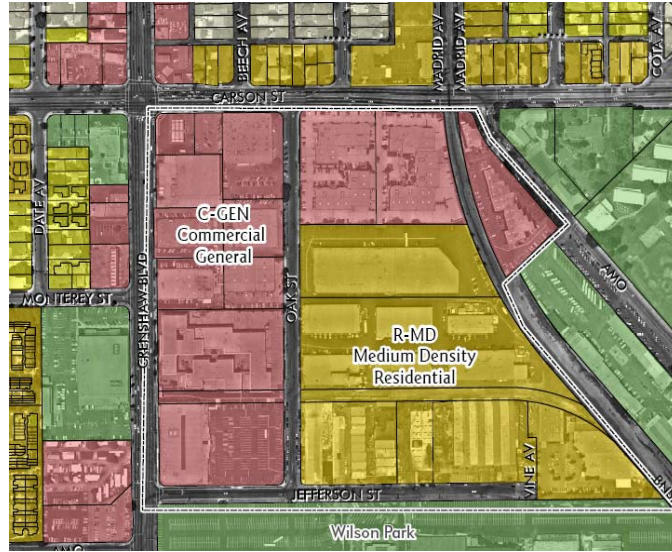 BEECH AV
MADRID AV
MADRID AV
COTA AV
CARSON ST
DATE AV
C-GEN
Commercial
General
CRENSHAW BLVD
OAK ST
AMO
MONTEREY ST
R-MD
Medium Density
Residential
VINE AV
JEFFERSON ST
Wilson Park